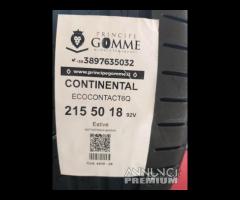 PRINCIPE
GOMME
+39 3897635032
www.principegomme.it
CONTINENTAL
ECOCONTACT6Q
215 50 18 92V
Estive
ANNUNCI
PREMIUM